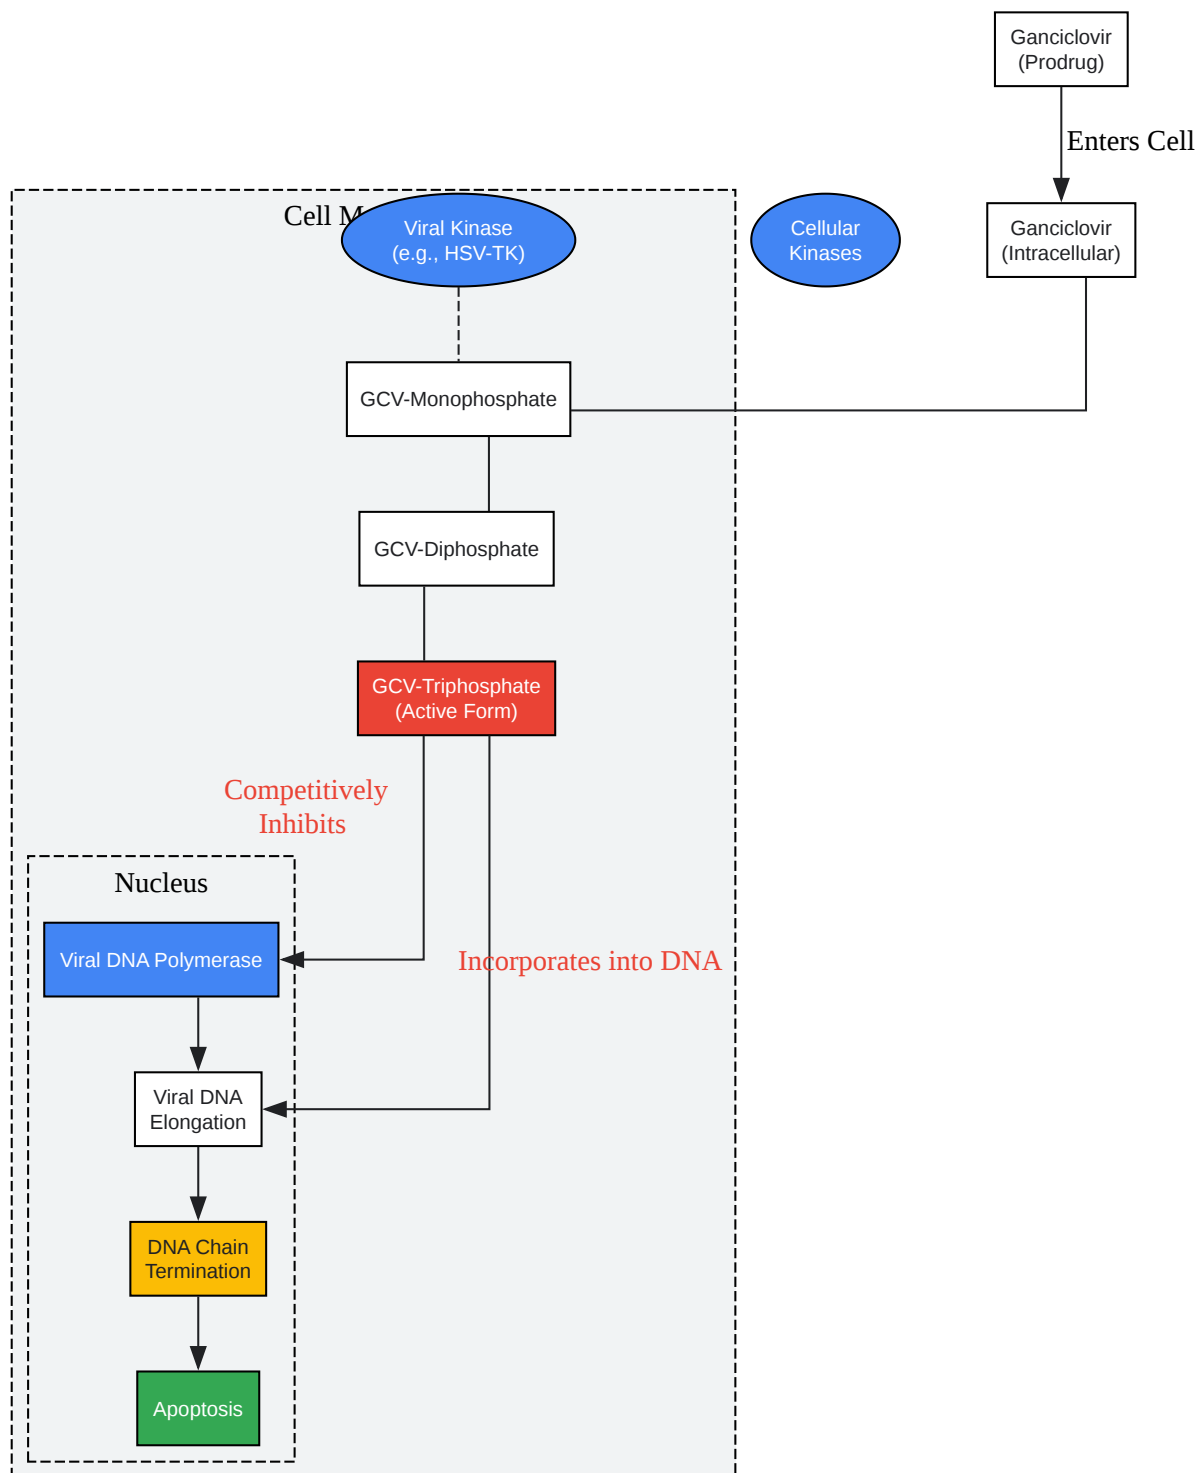 Ganciclovir
(Prodrug)
Enters Cell
Cell
Viral Kinase
(e.g., HSV-TK)
Cellular
Kinases
Ganciclovir
(Intracellular)
GCV-Monophosphate
GCV-Diphosphate
GCV-Triphosphate
(Active Form)
Competitively
Inhibits
Nucleus
Viral DNA Polymerase
Incorporates into DNA
Viral DNA
Elongation
DNA Chain
Termination
Apoptosis